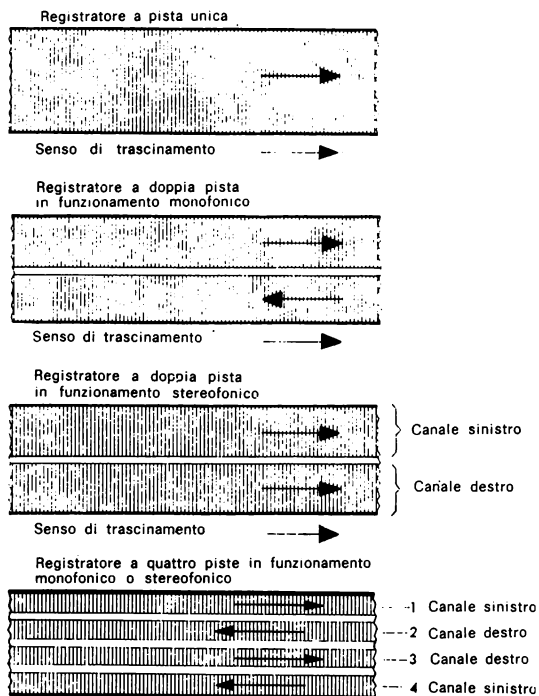 Registratore a pista unica
Senso di trascinamento
Registratore a doppia pista
in funzionamento monofonico
Senso di trascinamento
Registratore a doppia pista
in funzionamento stereofonico
Canale sinistro
Canale destro
Senso di trascinamento
Registratore a quattro piste in funzionamento
monofonico o stereofonico
1 Canale sinistro
2 Canale destro
3 Canale destro
4 Canale sinistro